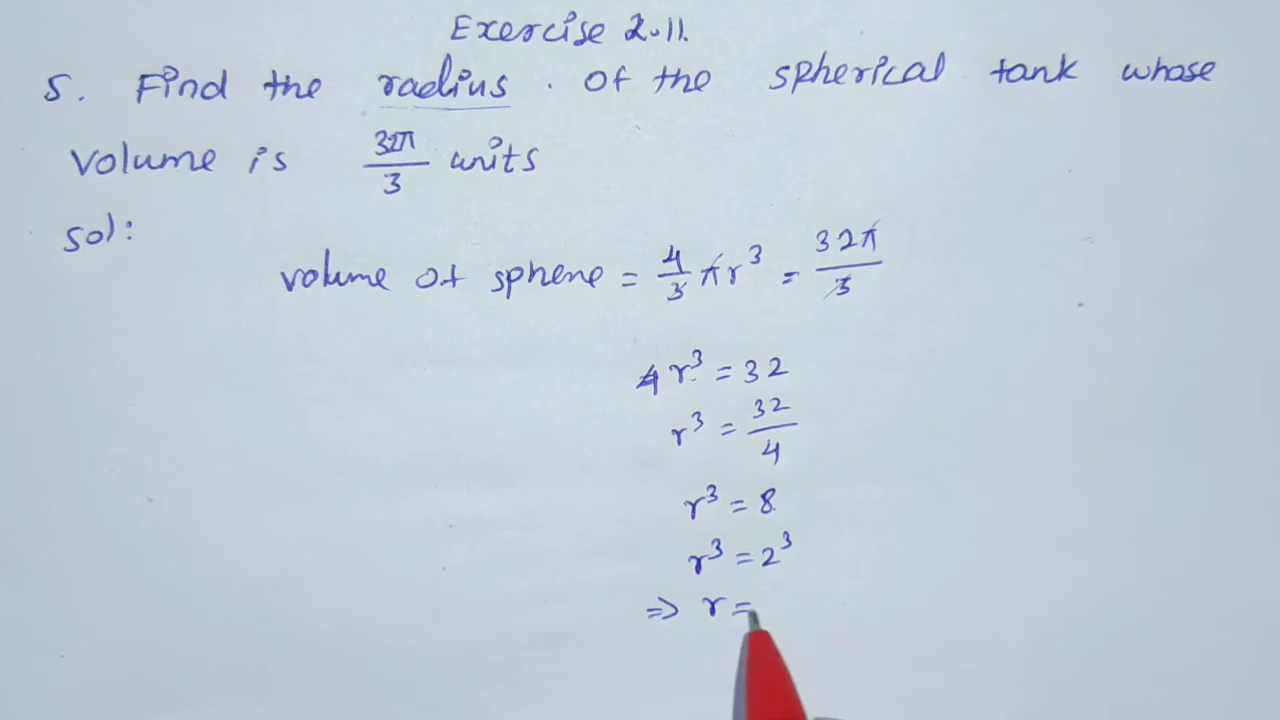 Exercise 2.11.
5. Find the radius. Of the spherical tank whose
volume is 32π/3 units
sol:
volume of sphene = 4/3 πr³ = 32π/3
4r³ = 32
r³ = 32/4
r³ = 8
r³ = 2³
⇒ r =